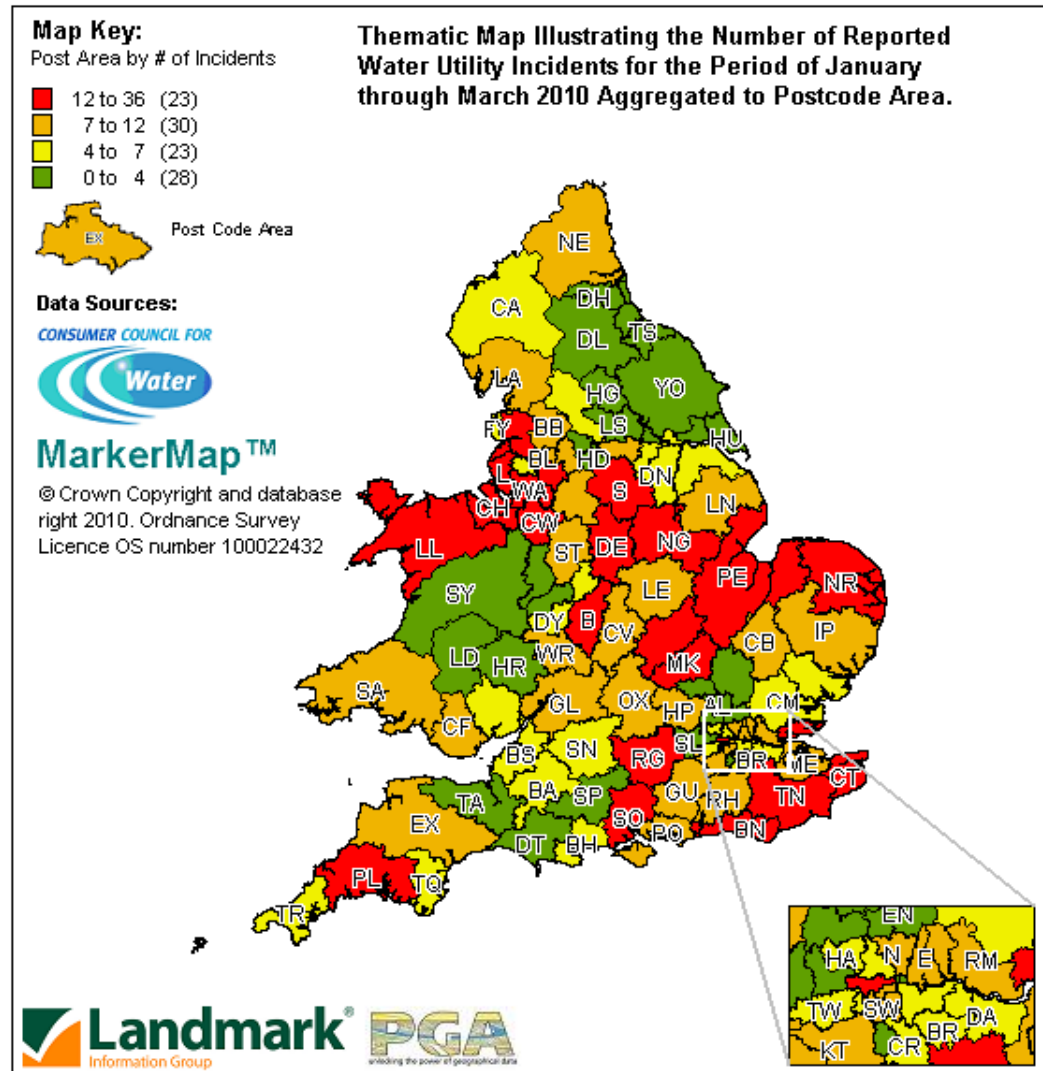 Map Key:
Post Area by # of Incidents
12 to 36 (23)
7 to 12 (30)
4 to 7 (23)
0 to 4 (28)
EX
Post Code Area
Thematic Map Illustrating the Number of Reported
Water Utility Incidents for the Period of January
through March 2010 Aggregated to Postcode Area.
Data Sources:
CONSUMER COUNCIL FOR
Water
MarkerMap™
© Crown Copyright and database
right 2010. Ordnance Survey
Licence OS number 100022432
NE
CA
DH
DL
TS
LA
HG
YO
FY
BB
LS
HU
BL
HD
L
WA
S
DN
CH
CW
LN
LL
ST
DE
NG
PE
NR
SY
LE
DY
B
CV
CB
IP
LD
HR
WR
MK
SA
CF
GL
OX
HP
AL
CM
BS
SN
RG
SL
BR
ME
CT
BA
SP
GU
RH
TN
TA
EX
SO
PO
BN
DT
BH
PL
TQ
TR
EN
HA
N
E
RM
TW
SW
DA
BR
CR
KT
Landmark®
Information Group
PGA
unlocking the power of geographical data